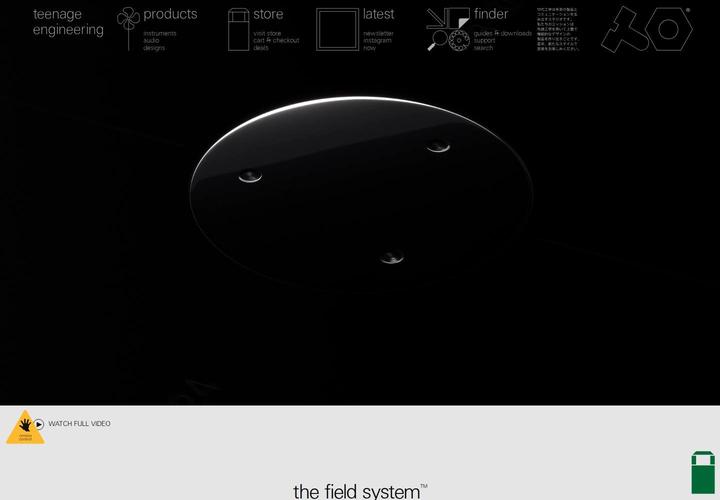 teenage
engineering
products
instruments
audio
designs
store
visit store
cart & checkout
deals
latest
newsletter
instagram
now
finder
guides & downloads
support
search
WATCH FULL VIDEO
the field system™